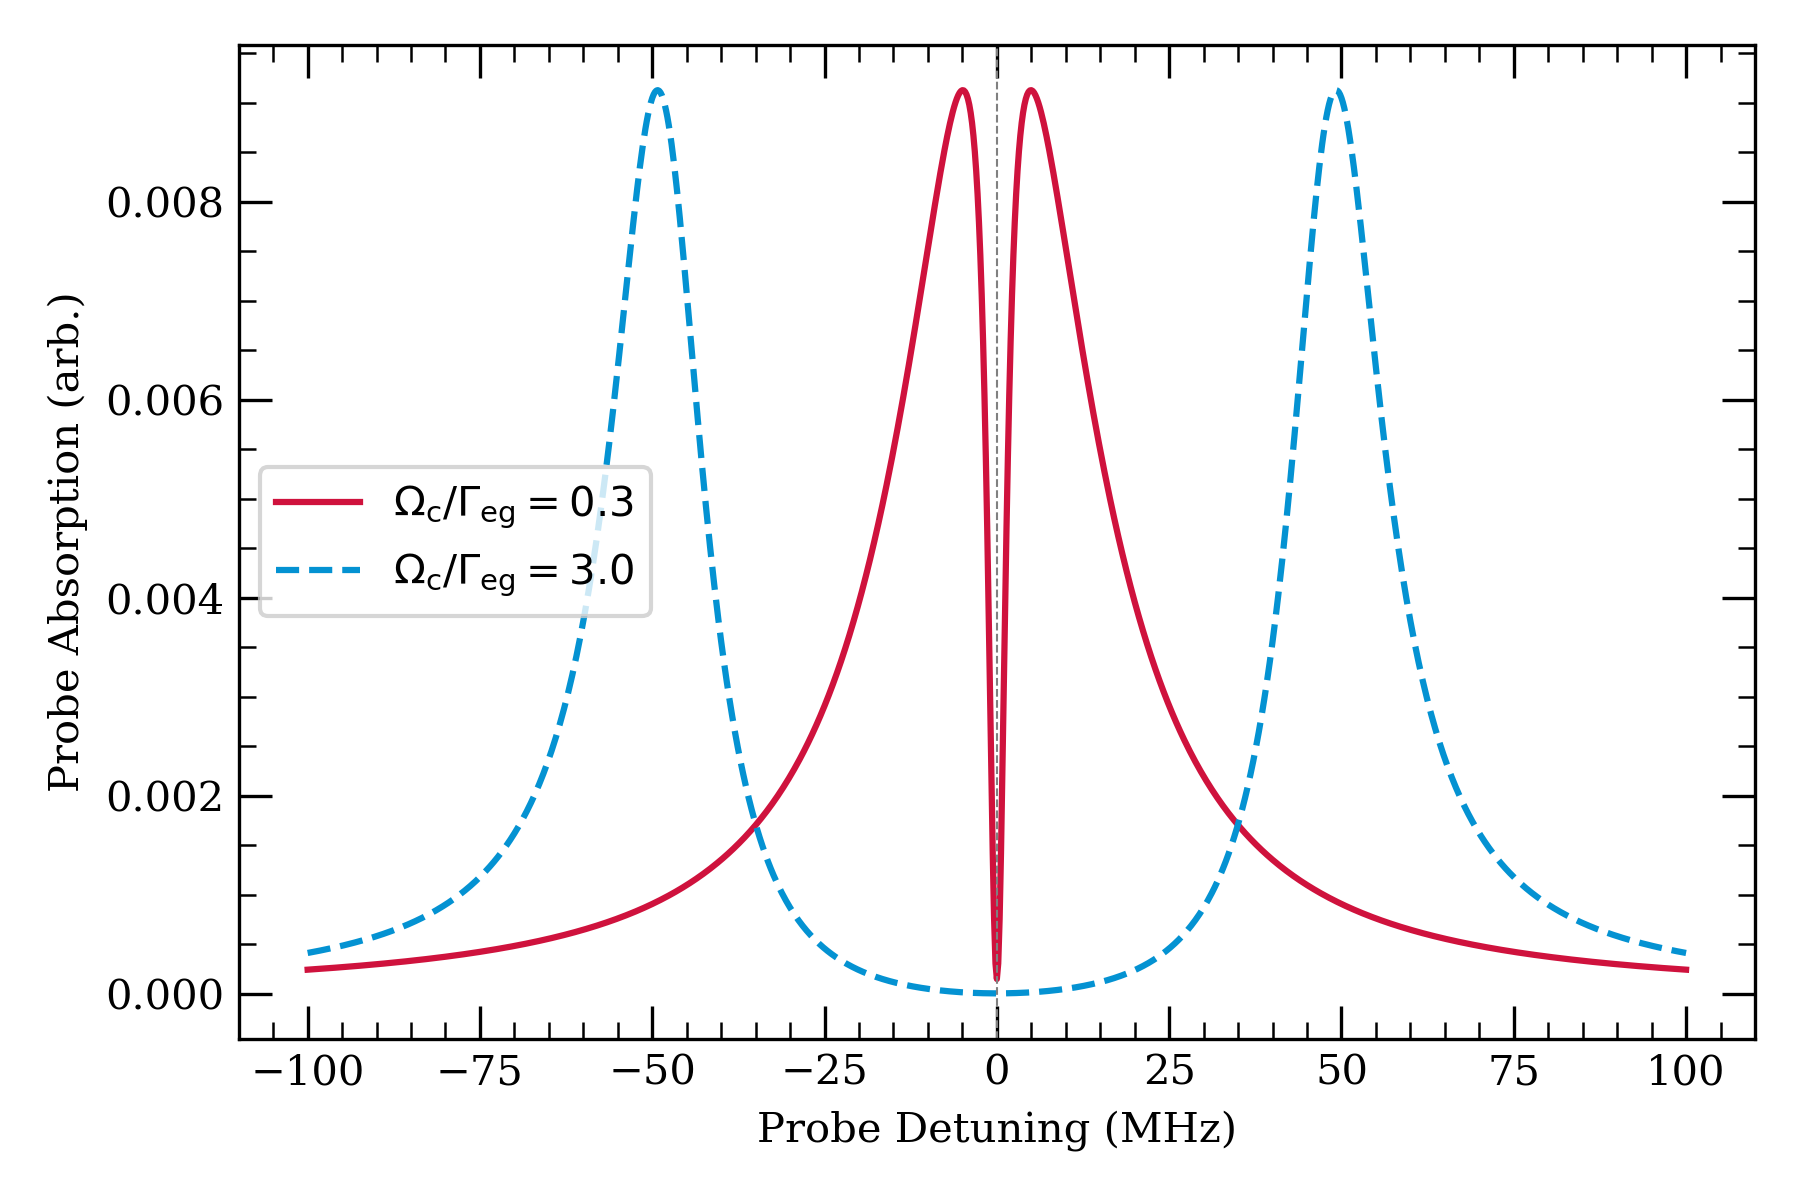 Probe Absorption (arb.)
0.008
0.006
0.004
0.002
0.000
Ωc/Γeg = 0.3
Ωc/Γeg = 3.0
−100 −75 −50 −25 0 25 50 75 100
Probe Detuning (MHz)